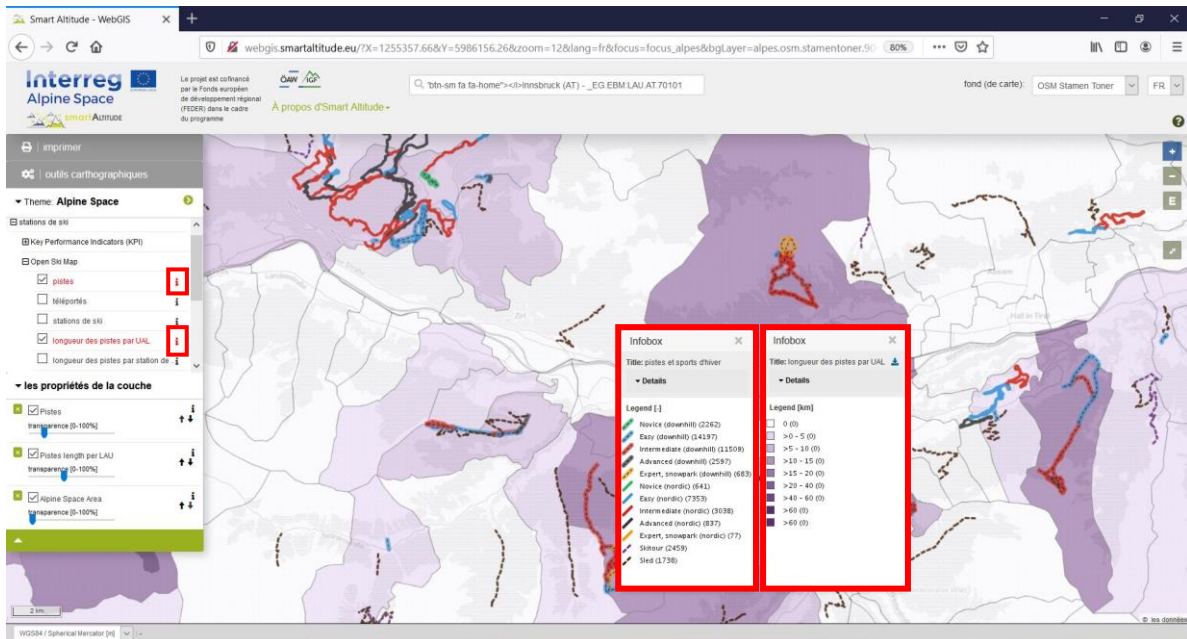 Smart Altitude - WebGIS
webgis.smartaltitude.eu/?X=1255357.66&Y=5986156.26&zoom=12&lang=fr&focus=focus_alpes&bgLayer=alpes.osm.stamentoner.90
80%
Interreg
Alpine Space
smartALTITUDE
Le projet est cofinancé
par le Fonds européen
de développement régional
(FEDER) dans le cadre
du programme
ÖAW IGF
À propos d'Smart Altitude
'btn-sm fa fa-home"></i>Innsbruck (AT) - _EG.EBM:LAU.AT.70101
fond (de carte): OSM Stamen Toner
FR
imprimer
outils carthographiques
Theme: Alpine Space
stations de ski
Key Performance Indicators (KPI)
Open Ski Map
pistes i
téléportés i
stations de ski i
longueur des pistes par UAL i
longueur des pistes par station de i
les propriétés de la couche
Pistes i
transparence [0-100%]
Pistes length per LAU i
transparence [0-100%]
Alpine Space Area i
transparence [0-100%]
E
Zirl
Hall in Tirol
Infobox
Title: pistes et sports d'hiver
Details
Legend [-]
Novice (downhill) (2262)
Easy (downhill) (14197)
Intermediate (downhill) (11509)
Advanced (downhill) (2597)
Expert, snowpark (downhill) (683)
Novice (nordic) (641)
Easy (nordic) (7353)
Intermediate (nordic) (3038)
Advanced (nordic) (837)
Expert, snowpark (nordic) (77)
Skitour (2459)
Sled (1738)
Infobox
Title: longueur des pistes par UAL
Details
Legend [km]
0 (0)
>0 - 5 (0)
>5 - 10 (0)
>10 - 15 (0)
>15 - 20 (0)
>20 - 40 (0)
>40 - 60 (0)
>60 (0)
>60 (0)
2 km
© les données
WGS84 / Spherical Mercator [m]